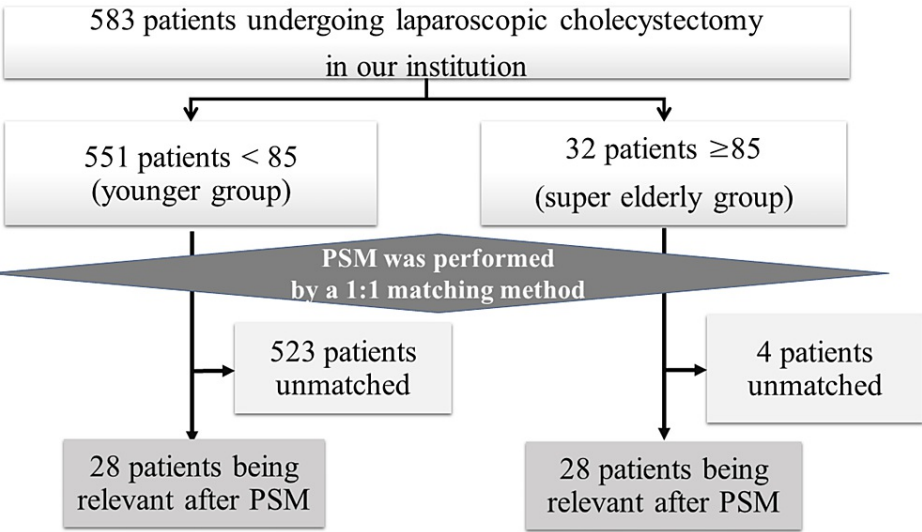 583 patients undergoing laparoscopic cholecystectomy
in our institution
551 patients < 85
(younger group)
32 patients ≥85
(super elderly group)
PSM was performed
by a 1:1 matching method
523 patients
unmatched
4 patients
unmatched
28 patients being
relevant after PSM
28 patients being
relevant after PSM